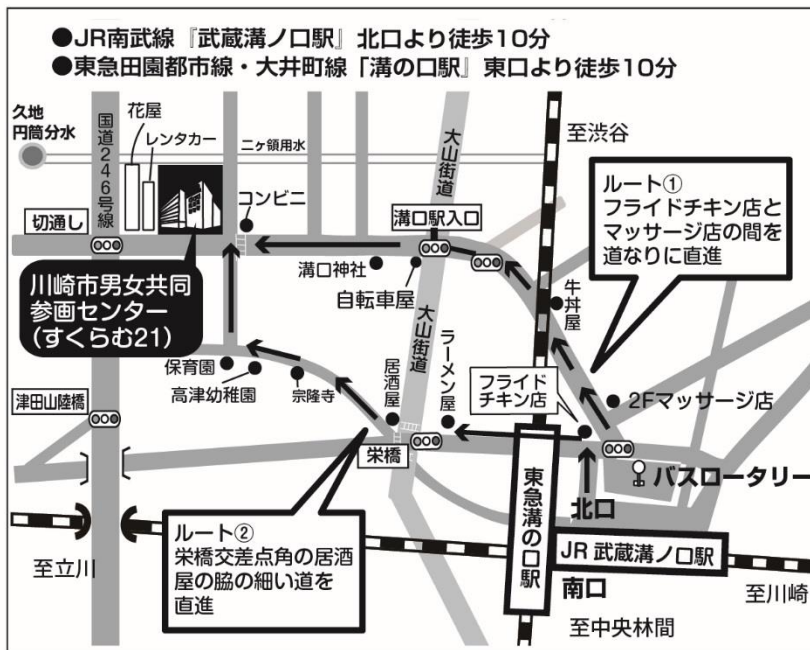 ●JR南武線『武蔵溝ノ口駅』北口より徒歩10分
●東急田園都市線・大井町線「溝の口駅』東口より徒歩10分
久地
円筒分水
国道246号線
花屋
レンタカー
二ヶ領用水
大山街道
至渋谷
コンビニ
溝口駅入口
切通し
ルート①
フライドチキン店と
マッサージ店の間を
道なりに直進
川崎市男女共同
参画センター
(すくらむ21)
溝口神社
自転車屋
牛丼屋
大山街道
ラーメン屋
居酒屋
保育園
高津幼稚園
宗隆寺
フライド
チキン店
2Fマッサージ店
津田山陸橋
栄橋
バスロータリー
北口
東急溝の口駅
JR 武蔵溝ノ口駅
南口
ルート②
栄橋交差点角の居酒
屋の脇の細い道を
直進
至立川
至川崎
至中央林間